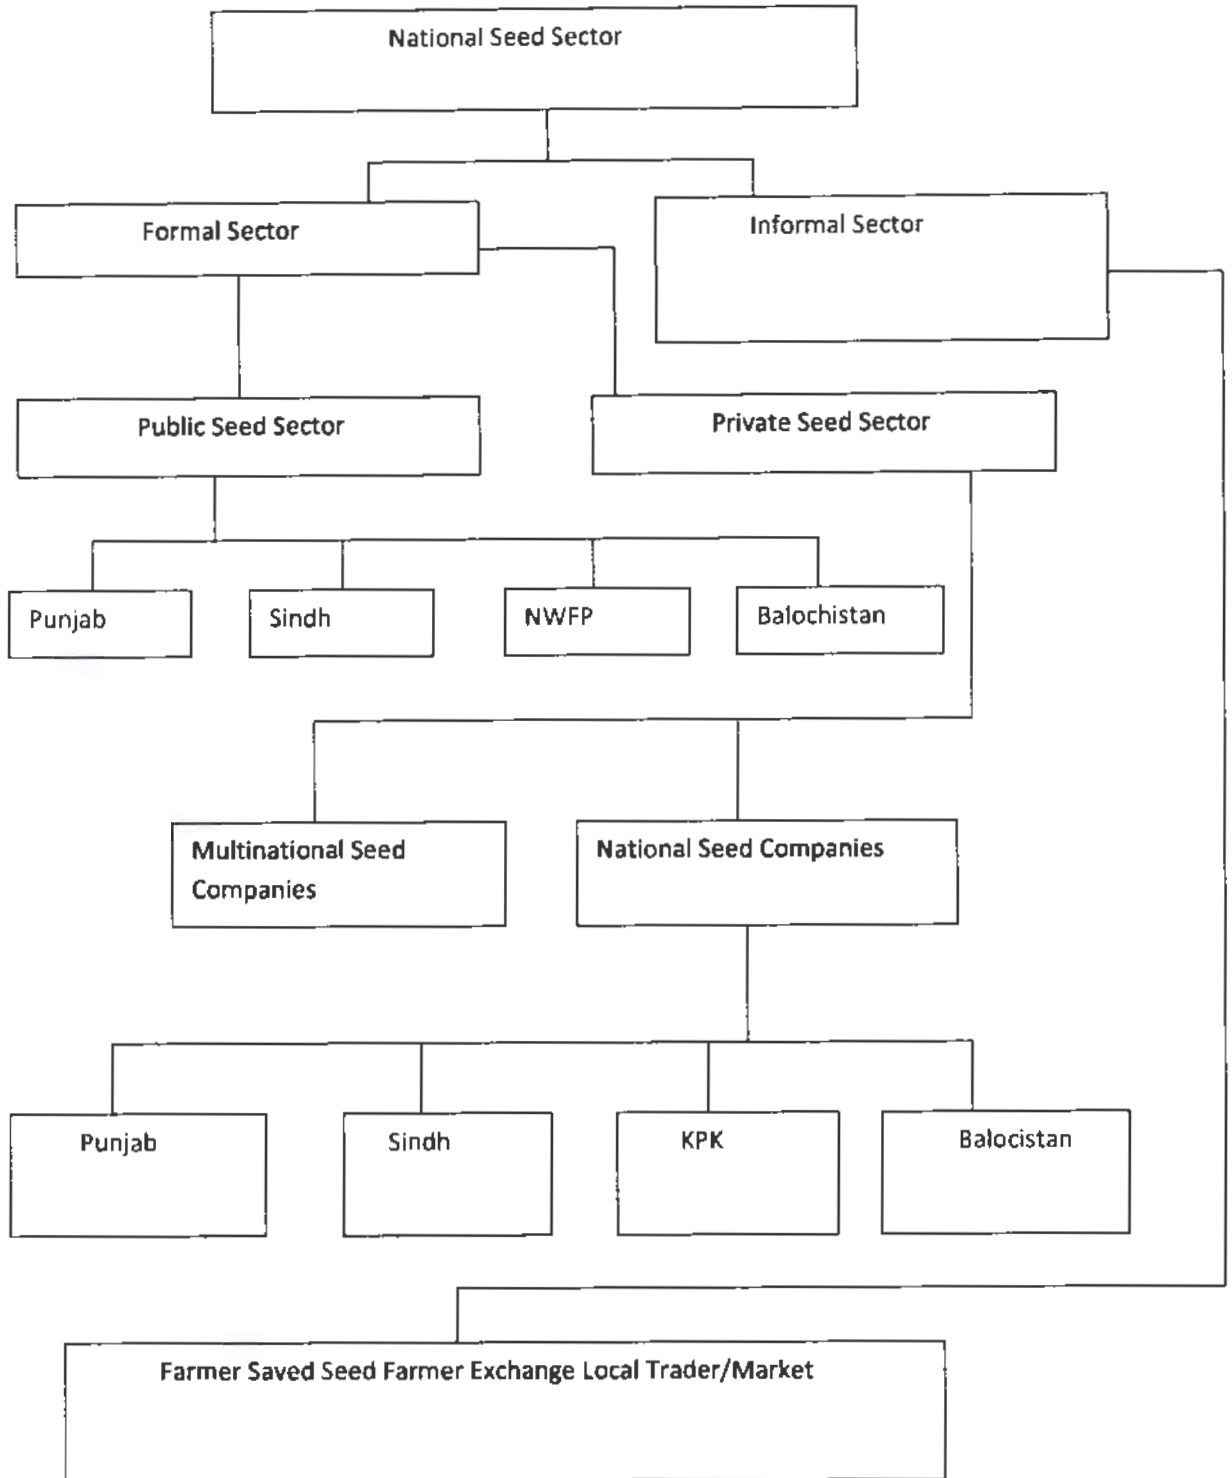 National Seed Sector
Formal Sector
Informal Sector
Public Seed Sector
Private Seed Sector
Punjab
Sindh
NWFP
Balochistan
Multinational Seed
Companies
National Seed Companies
Punjab
Sindh
KPK
Balocistan
Farmer Saved Seed Farmer Exchange Local Trader/Market